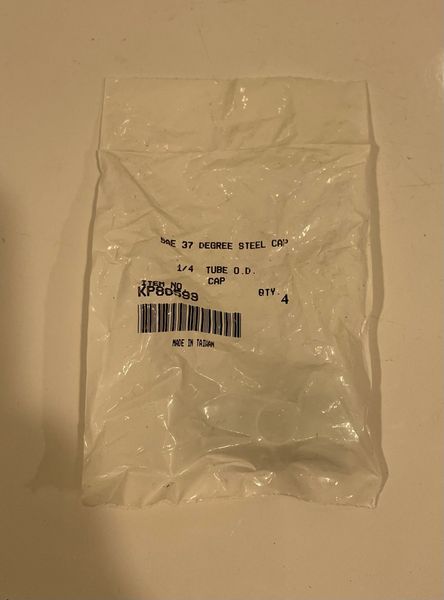 SAE 37 DEGREE STEEL CAP
1/4 TUBE O.D.
CAP
ITEM NO. QTY.
KP80599 4
MADE IN TAIWAN